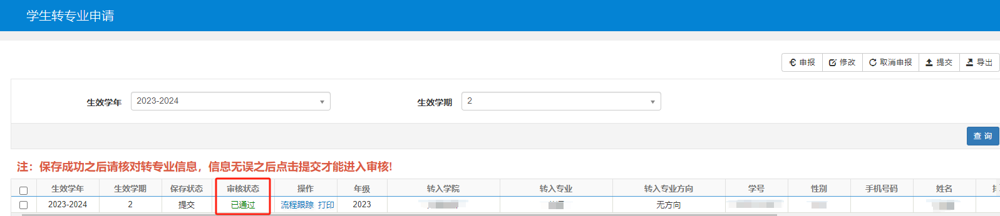 学生转专业申请
申报 修改 取消申报 提交 导出
生效学年 2023-2024 生效学期 2
查 询
注：保存成功之后请核对转专业信息，信息无误之后点击提交才能进入审核!
生效学年 生效学期 保存状态 审核状态 操作 年级 转入学院 转入专业 转入专业方向 学号 性别 手机号码 姓名
2023-2024 2 提交 已通过 流程跟踪 打印 2023 无方向